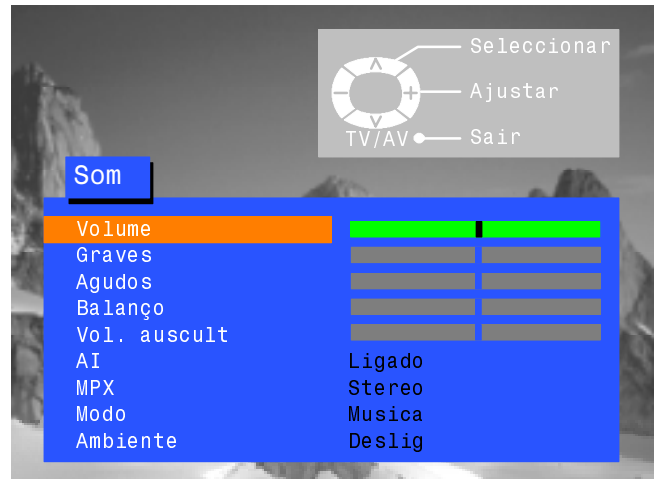 Seleccionar
Ajustar
TV/AV Sair
Som
Volume
Graves
Agudos
Balanço
Vol. auscult
AI Ligado
MPX Stereo
Modo Musica
Ambiente Deslig